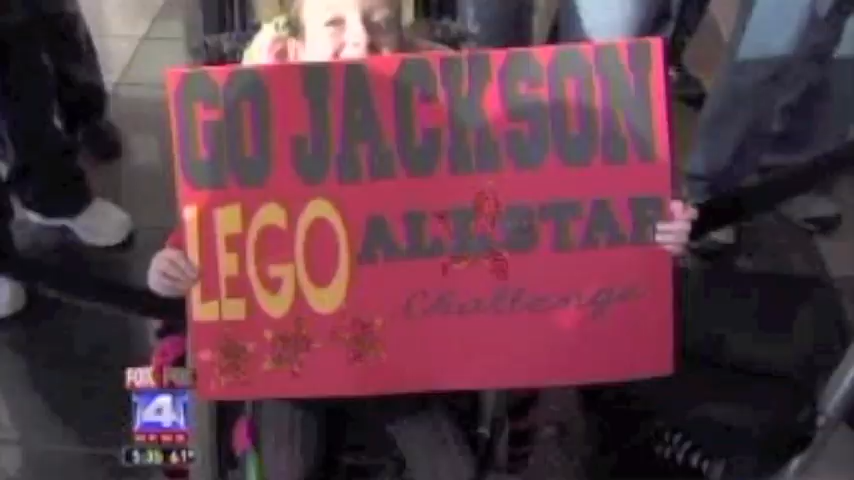 GO JACKSON
LEGO ALL STAR
Challenge
FOX
4
NEWS
5:35 61°